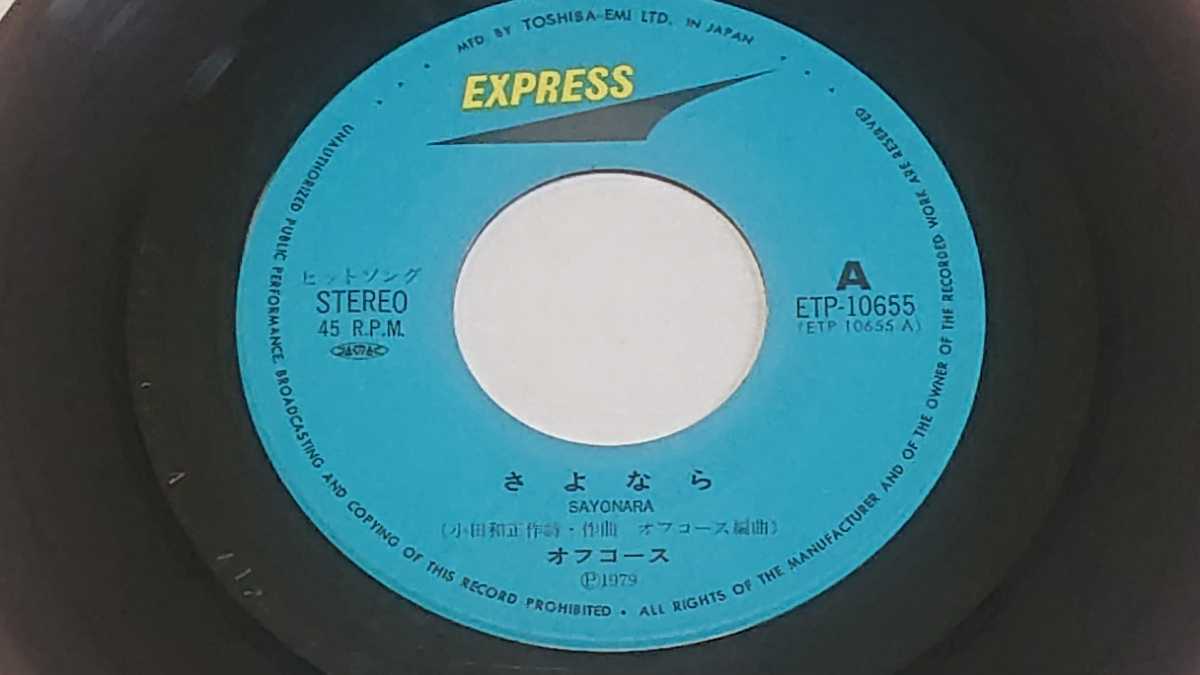 MFD BY TOSHIBA-EMI LTD. IN JAPAN
EXPRESS
ヒットソング
STEREO
45 R.P.M.
A
ETP-10655
(ETP 10655 A)
さよなら
SAYONARA
(小田和正作詩・作曲 オフコース編曲)
オフコース
Ⓟ1979
UNAUTHORIZED PUBLIC PERFORMANCE, BROADCASTING AND COPYING OF THIS RECORD PROHIBITED • ALL RIGHTS OF THE MANUFACTURER AND OF THE OWNER OF THE RECORDED WORK ARE RESERVED